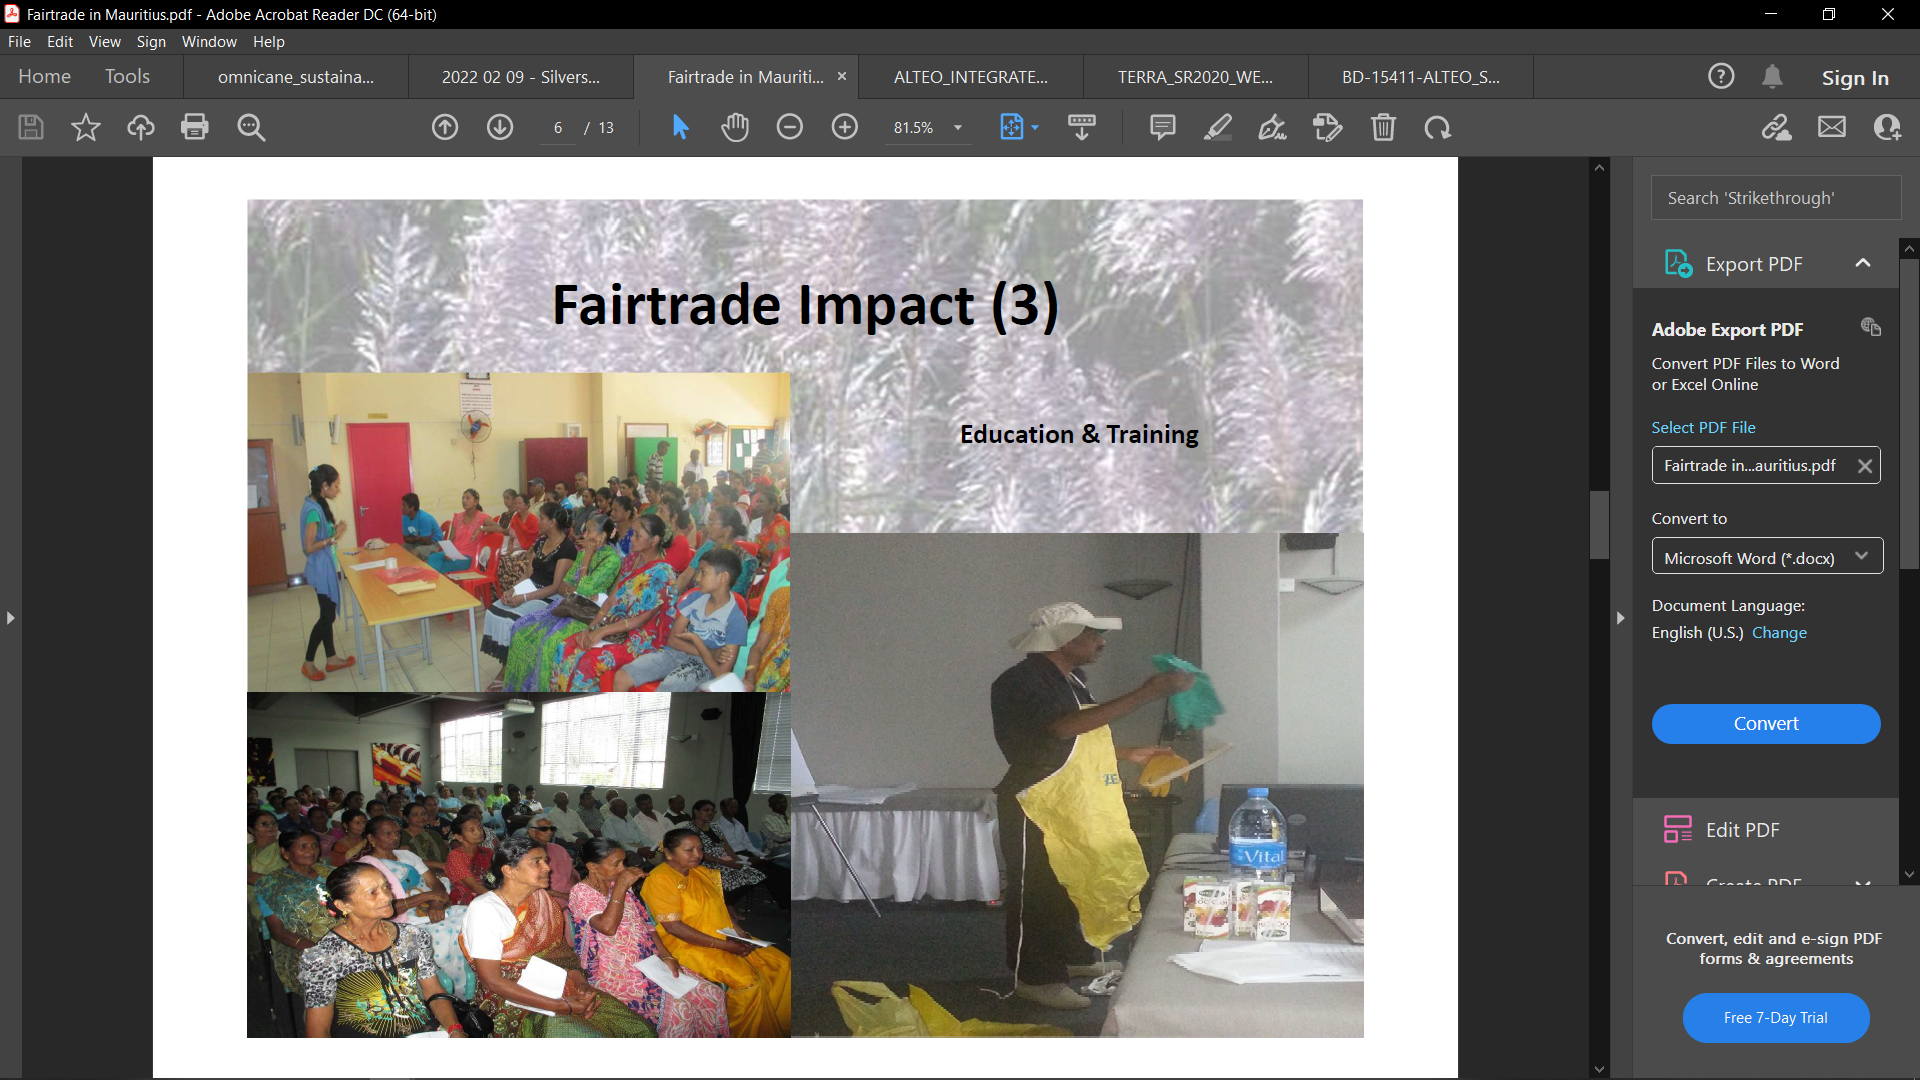 Fairtrade in Mauritius.pdf - Adobe Acrobat Reader DC (64-bit)
File Edit View Sign Window Help
Home Tools omnicane_sustaina... 2022 02 09 - Silvers... Fairtrade in Mauriti... × ALTEO_INTEGRATE... TERRA_SR2020_WE... BD-15411-ALTEO_S... Sign In
6 / 13 81.5%
Search 'Strikethrough'
Export PDF
Adobe Export PDF
Convert PDF Files to Word
or Excel Online
Select PDF File
Fairtrade in...auritius.pdf
Convert to
Microsoft Word (*.docx)
Document Language:
English (U.S.) Change
Convert
Edit PDF
Create PDF
Convert, edit and e-sign PDF
forms & agreements
Free 7-Day Trial
Fairtrade Impact (3)
Education & Training
Vital